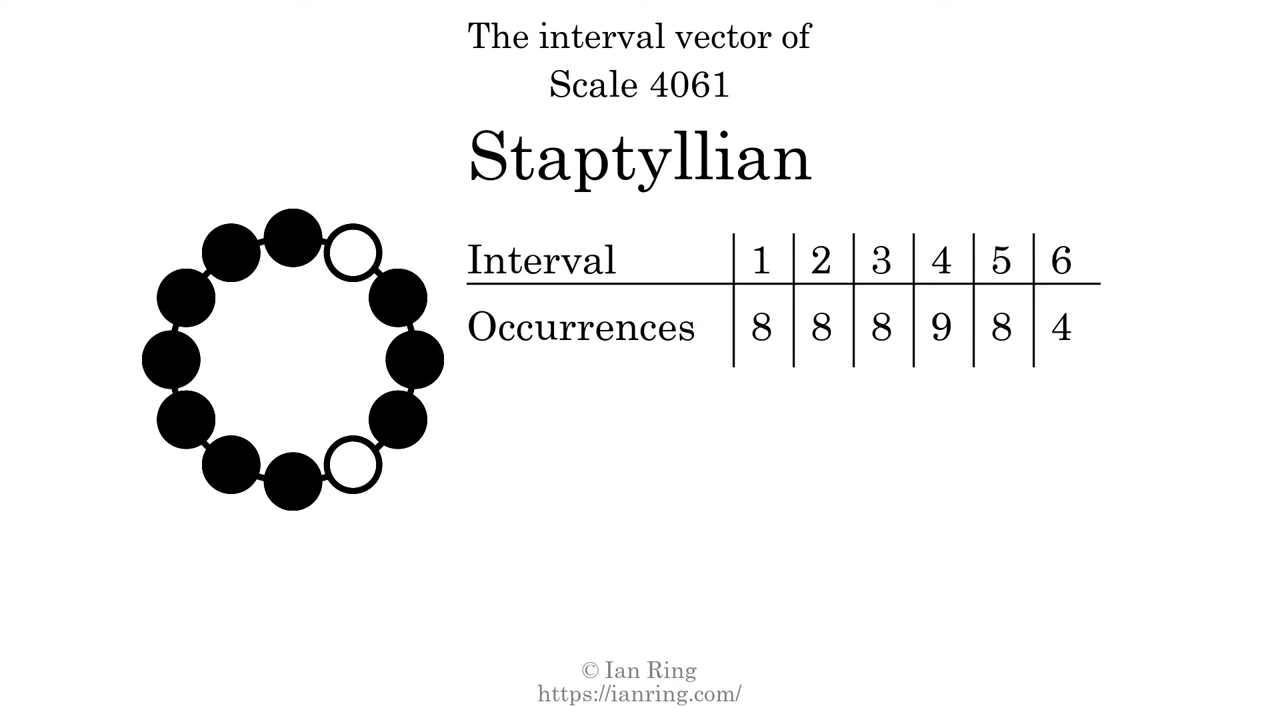 The interval vector of
Scale 4061
Staptyllian
Interval 1 2 3 4 5 6
Occurrences 8 8 8 9 8 4
© Ian Ring
https://ianring.com/